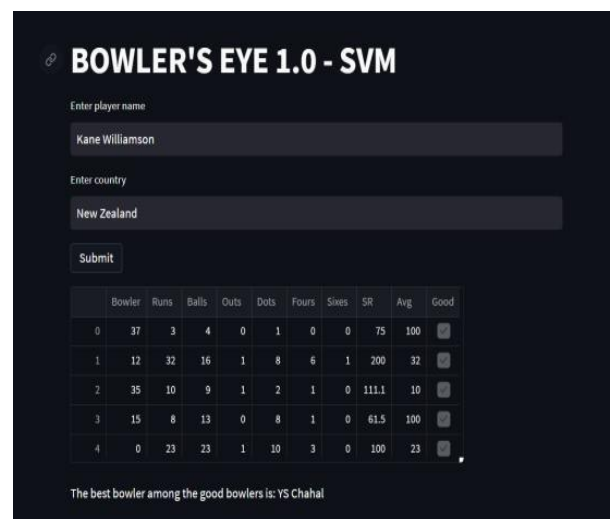 BOWLER'S EYE 1.0 - SVM
Enter player name
Kane Williamson
Enter country
New Zealand
Submit
Bowler Runs Balls Outs Dots Fours Sixes SR Avg Good
0 37 3 4 0 1 0 0 75 100
1 12 32 16 1 8 6 1 200 32
2 35 10 9 1 2 1 0 111.1 10
3 15 8 13 0 8 1 0 61.5 100
4 0 23 23 1 10 3 0 100 23
The best bowler among the good bowlers is: YS Chahal